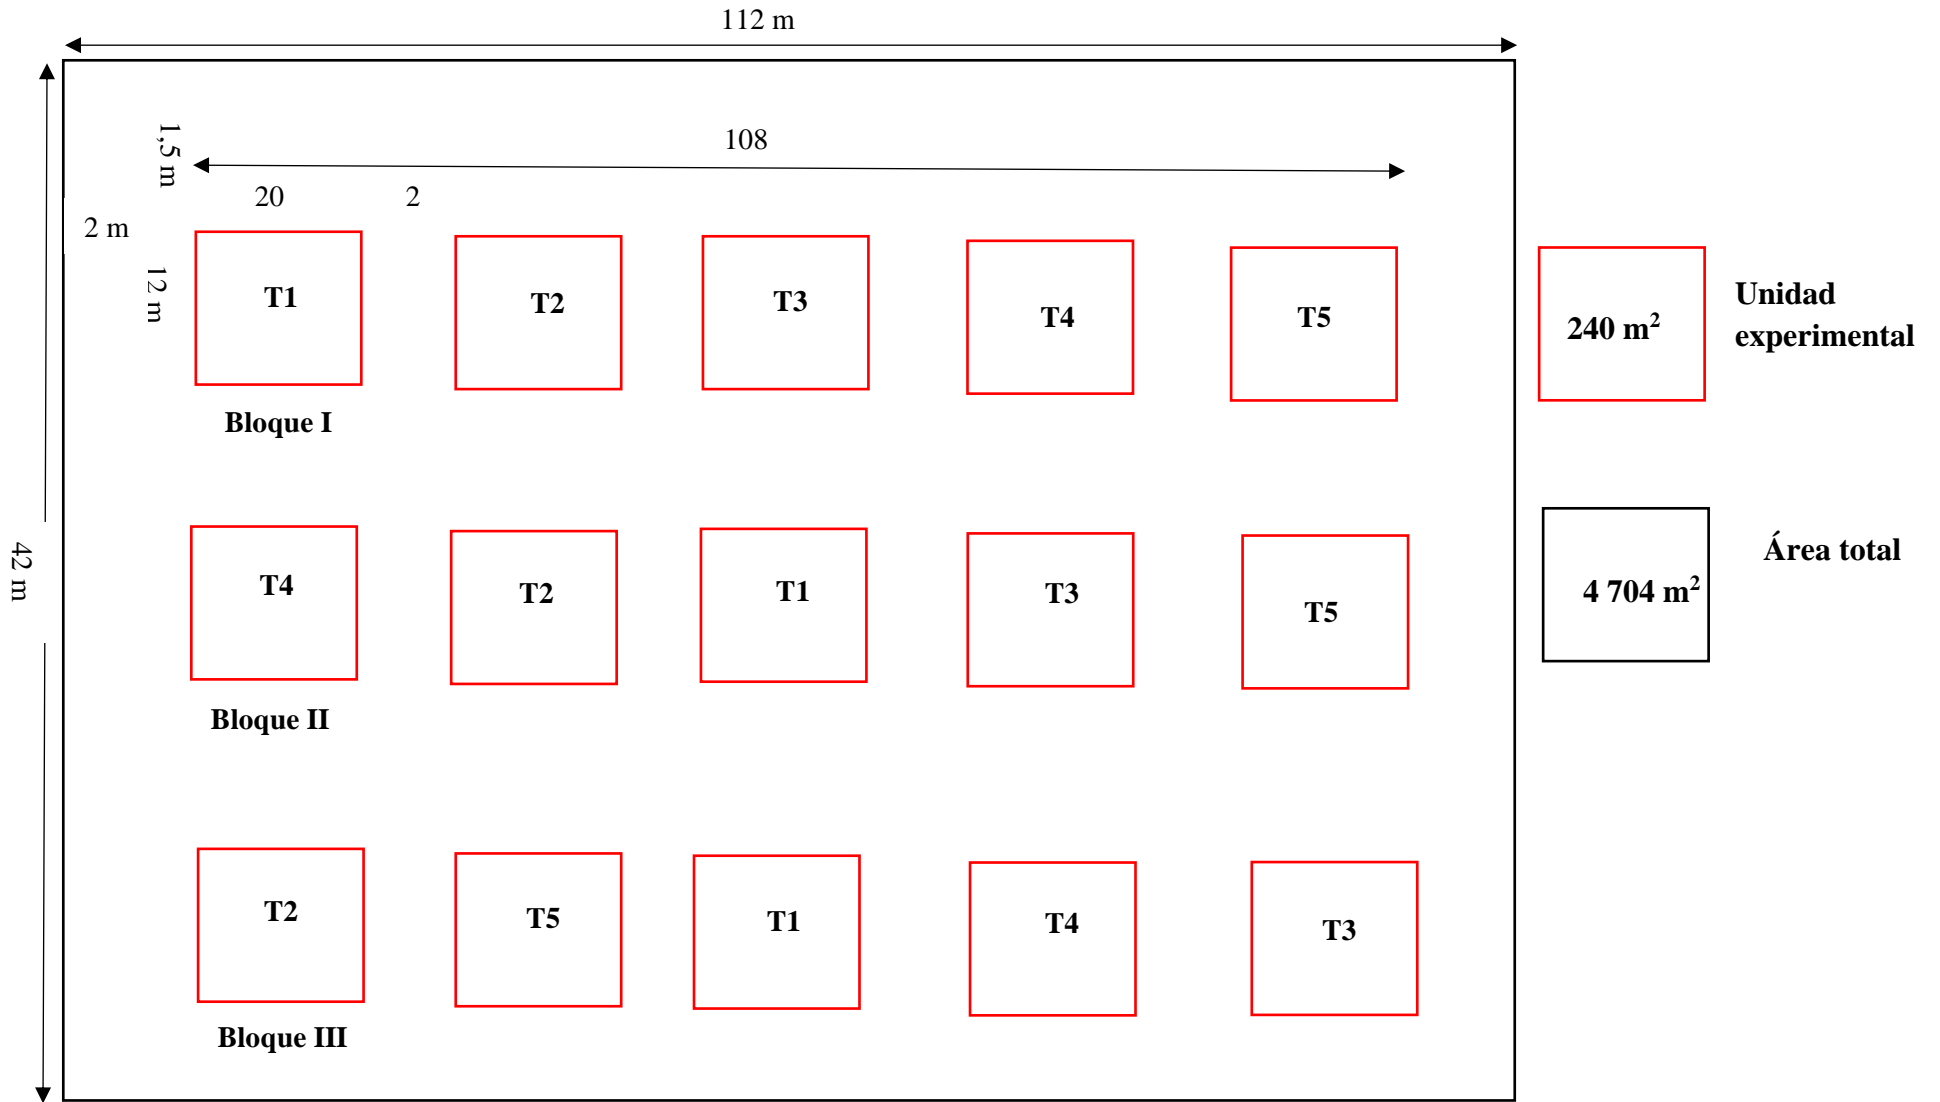 112 m
1,5 m
108
20
2
2 m
12 m
T1
T2
T3
T4
T5
240 m²
Unidad
experimental
Bloque I
42 m
T4
T2
T1
T3
T5
Área total
4 704 m²
Bloque II
T2
T5
T1
T4
T3
Bloque III